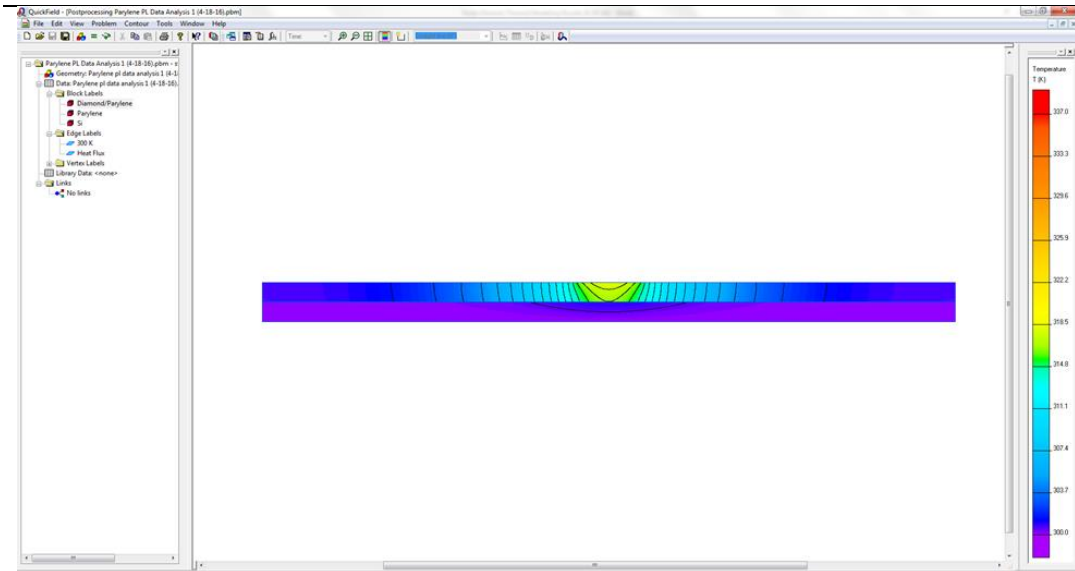 QuickField - [Postprocessing Parylene PL Data Analysis 1 (4-18-16).pbm]
File Edit View Problem Contour Tools Window Help
Time:
Parylene PL Data Analysis 1 (4-18-16).pbm - s
Geometry: Parylene pl data analysis 1 (4-1
Data: Parylene pl data analysis 1 (4-18-16).
Block Labels
Diamond/Parylene
Parylene
Si
Edge Labels
300 K
Heat Flux
Vertex Labels
Library Data: <none>
Links
No links
Temperature
T (K)
337.0
333.3
329.6
325.9
322.2
318.5
314.8
311.1
307.4
303.7
300.0